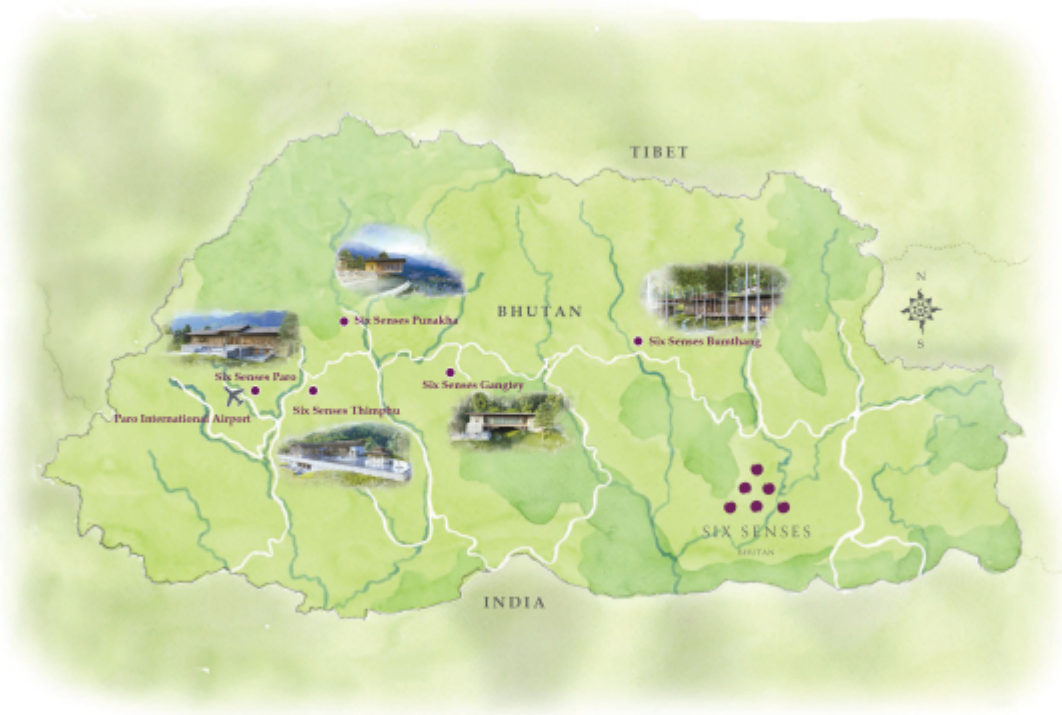 TIBET
N
S
BHUTAN
Six Senses Punakha
Six Senses Bumthang
Six Senses Paro
Six Senses Gangtey
Six Senses Thimphu
Paro International Airport
SIX SENSES
BHUTAN
INDIA